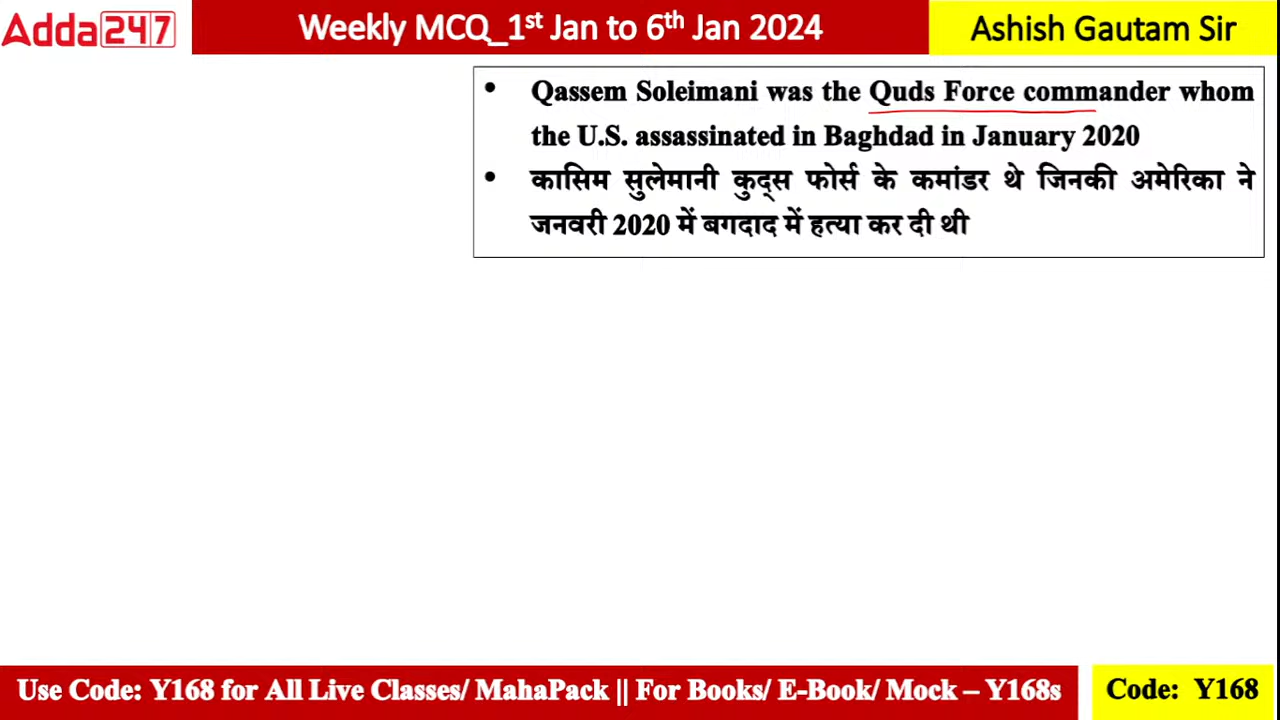 Adda247
Weekly MCQ_1st Jan to 6th Jan 2024
Ashish Gautam Sir
• Qassem Soleimani was the Quds Force commander whom
the U.S. assassinated in Baghdad in January 2020
• कासिम सुलेमानी कुद्स फोर्स के कमांडर थे जिनकी अमेरिका ने
जनवरी 2020 में बगदाद में हत्या कर दी थी
Use Code: Y168 for All Live Classes/ MahaPack || For Books/ E-Book/ Mock – Y168s
Code: Y168